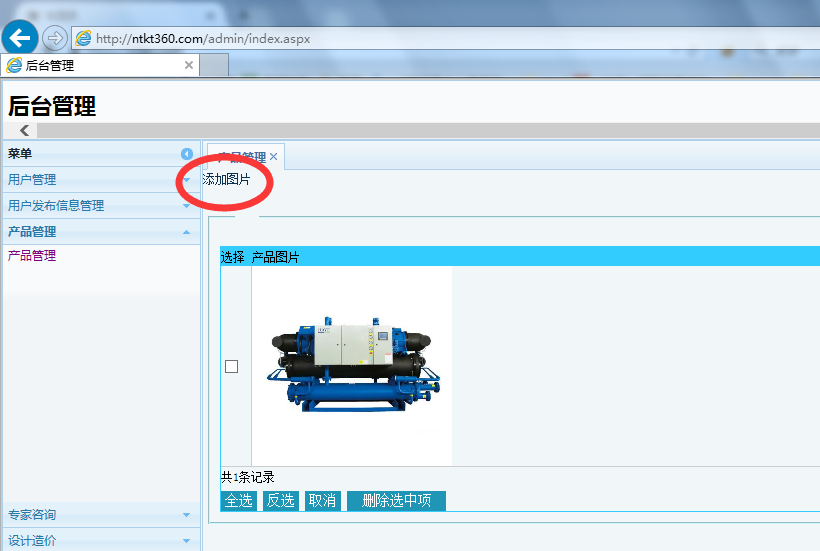 http://ntkt360.com/admin/index.aspx
后台管理
后台管理
菜单
用户管理
用户发布信息管理
产品管理
产品管理
专家咨询
设计造价
产品管理
添加图片
选择 产品图片
共1条记录
全选 反选 取消 删除选中项